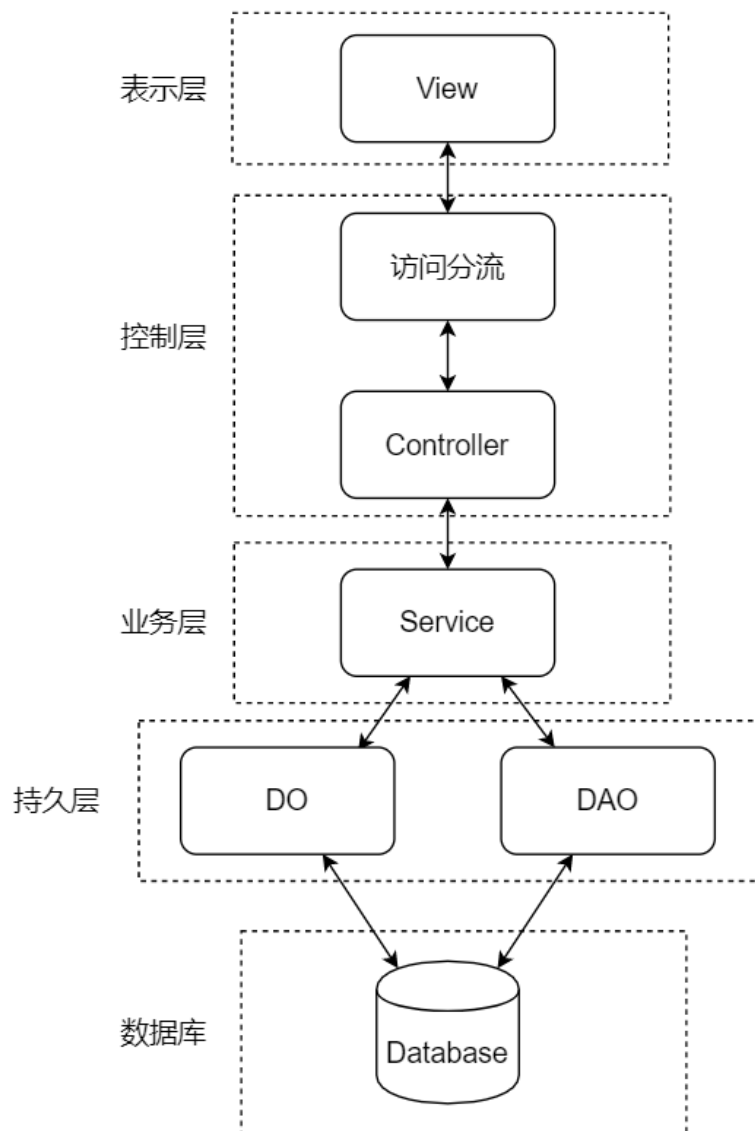 表示层
View
访问分流
控制层
Controller
业务层
Service
持久层
DO
DAO
数据库
Database